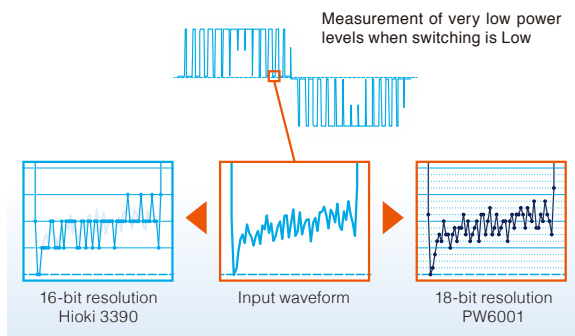 Measurement of very low power
levels when switching is Low
16-bit resolution
Hioki 3390
Input waveform
18-bit resolution
PW6001